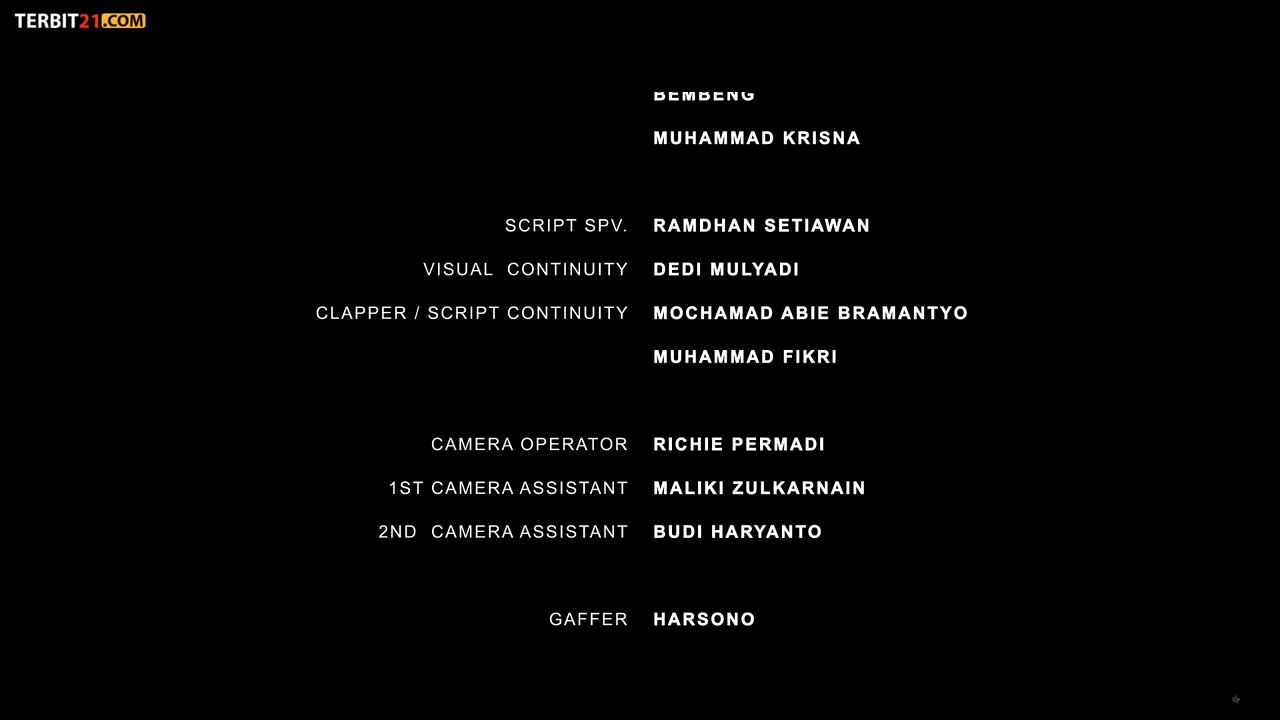 TERBIT21.COM
BEMBENG
MUHAMMAD KRISNA
SCRIPT SPV. RAMDHAN SETIAWAN
VISUAL CONTINUITY DEDI MULYADI
CLAPPER / SCRIPT CONTINUITY MOCHAMAD ABIE BRAMANTYO
MUHAMMAD FIKRI
CAMERA OPERATOR RICHIE PERMADI
1ST CAMERA ASSISTANT MALIKI ZULKARNAIN
2ND CAMERA ASSISTANT BUDI HARYANTO
GAFFER HARSONO